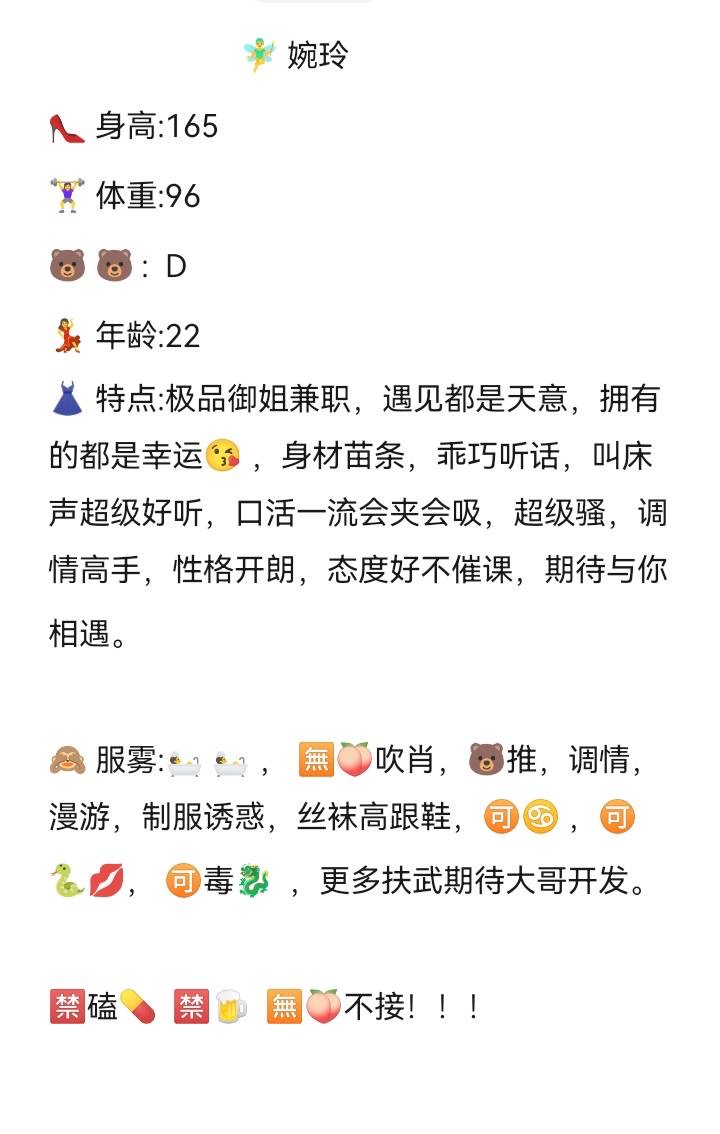 🧚‍♀️ 婉玲
👠 身高:165
🏋️‍♀️ 体重:96
🐻🐻：D
💃 年龄:22
👗 特点:极品御姐兼职，遇见都是天意，拥有
的都是幸运😘，身材苗条，乖巧听话，叫床
声超级好听，口活一流会夹会吸，超级骚，调
情高手，性格开朗，态度好不催课，期待与你
相遇。
🙈 服雾:🛀🛀，🈚🍑吹肖，🐻推，调情，
漫游，制服诱惑，丝袜高跟鞋，🉑♋，🉑
🐍💋，🉑毒🐉，更多扶武期待大哥开发。
🈲磕💊 🈲🍺 🈚🍑不接！！！